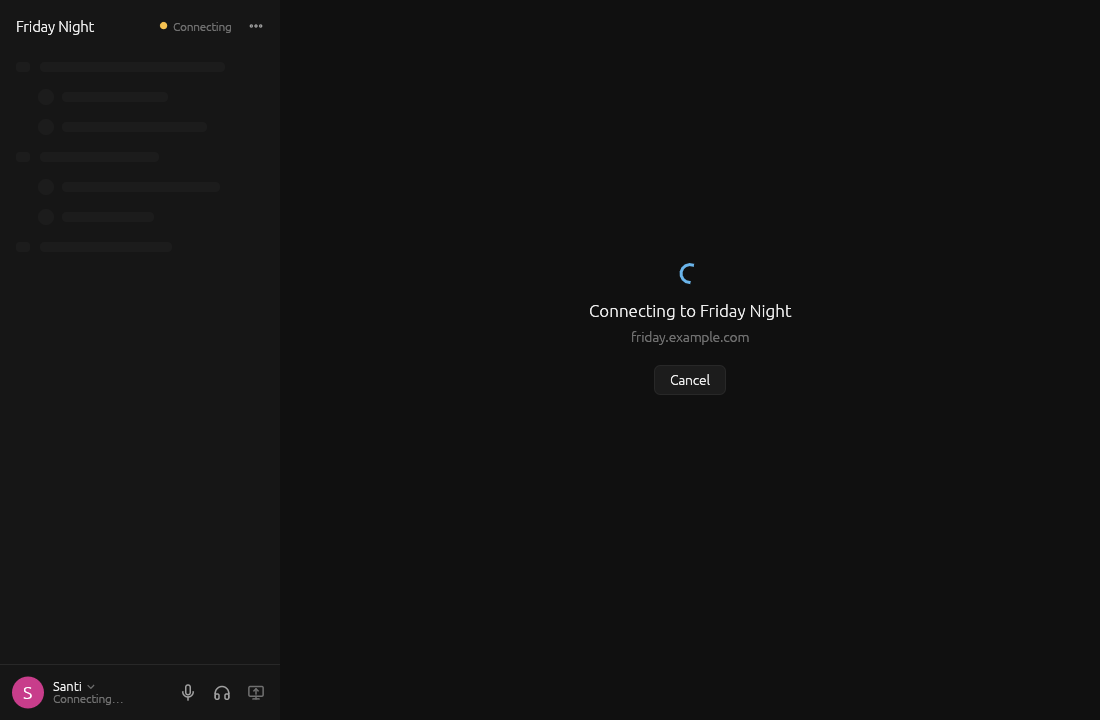 Friday Night
Connecting
Connecting to Friday Night
friday.example.com
Cancel
S
Santi
Connecting…